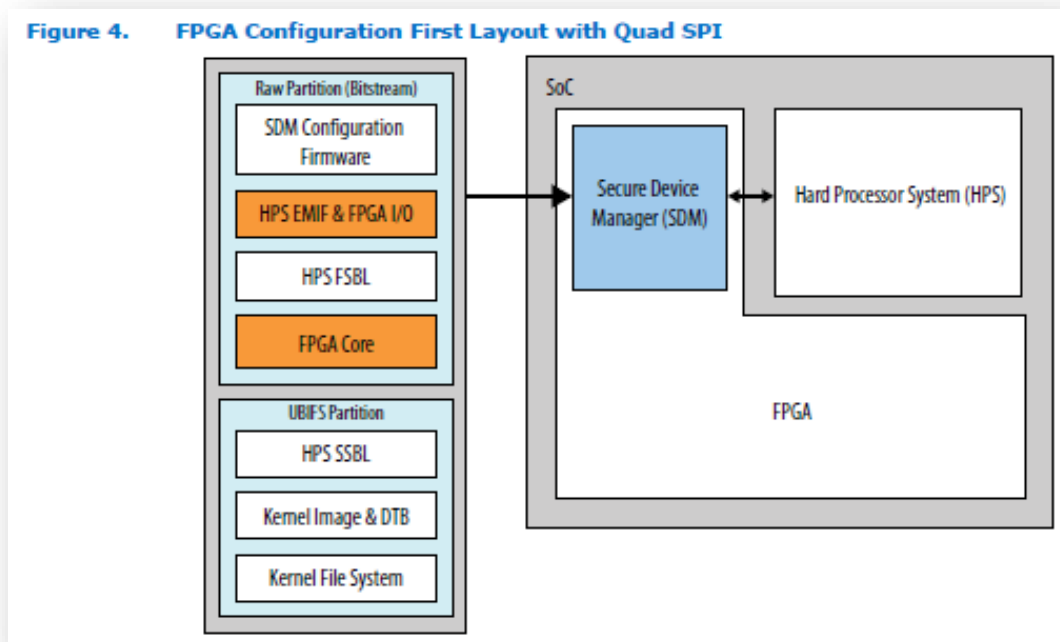 Figure 4. FPGA Configuration First Layout with Quad SPI
Raw Partition (Bitstream)
SDM Configuration
Firmware
HPS EMIF & FPGA I/O
HPS FSBL
FPGA Core
UBIFS Partition
HPS SSBL
Kernel Image & DTB
Kernel File System
SoC
Secure Device
Manager (SDM)
Hard Processor System (HPS)
FPGA